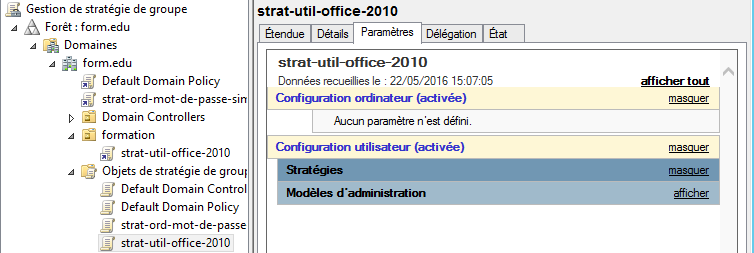 Gestion de stratégie de groupe
Forêt : form.edu
Domaines
form.edu
Default Domain Policy
strat-ord-mot-de-passe-sim
Domain Controllers
formation
strat-util-office-2010
Objets de stratégie de group
Default Domain Control
Default Domain Policy
strat-ord-mot-de-passe
strat-util-office-2010
strat-util-office-2010
Étendue Détails Paramètres Délégation État
strat-util-office-2010
Données recueillies le : 22/05/2016 15:07:05 afficher tout
Configuration ordinateur (activée) masquer
Aucun paramètre n'est défini.
Configuration utilisateur (activée) masquer
Stratégies masquer
Modèles d'administration afficher